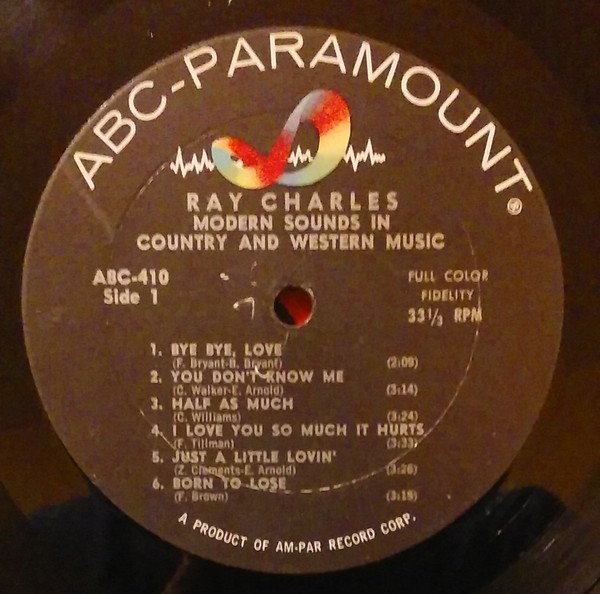 ABC-PARAMOUNT®
RAY CHARLES
MODERN SOUNDS IN
COUNTRY AND WESTERN MUSIC
ABC-410
Side 1
FULL COLOR
FIDELITY
33 1/3 RPM
1. BYE BYE, LOVE
(F. Bryant-B. Bryant) (2:09)
2. YOU DON'T KNOW ME
(C. Walker-E. Arnold) (3:14)
3. HALF AS MUCH
(C. Williams) (3:24)
4. I LOVE YOU SO MUCH IT HURTS
(F. Tillman) (3:33)
5. JUST A LITTLE LOVIN'
(Z. Clements-E. Arnold) (3:26)
6. BORN TO LOSE
(F. Brown) (3:15)
A PRODUCT OF AM-PAR RECORD CORP.